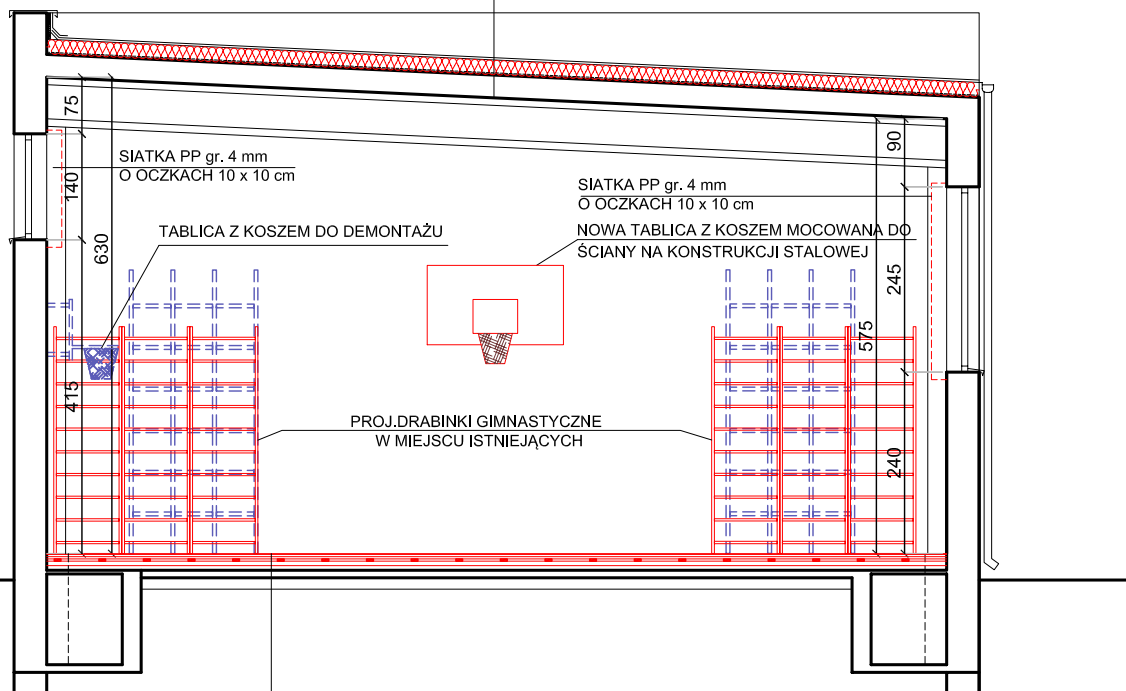 75
90
SIATKA PP gr. 4 mm
O OCZKACH 10 x 10 cm
140
SIATKA PP gr. 4 mm
O OCZKACH 10 x 10 cm
TABLICA Z KOSZEM DO DEMONTAŻU
NOWA TABLICA Z KOSZEM MOCOWANA DO
ŚCIANY NA KONSTRUKCJI STALOWEJ
630
245
575
415
PROJ.DRABINKI GIMNASTYCZNE
W MIEJSCU ISTNIEJĄCYCH
240